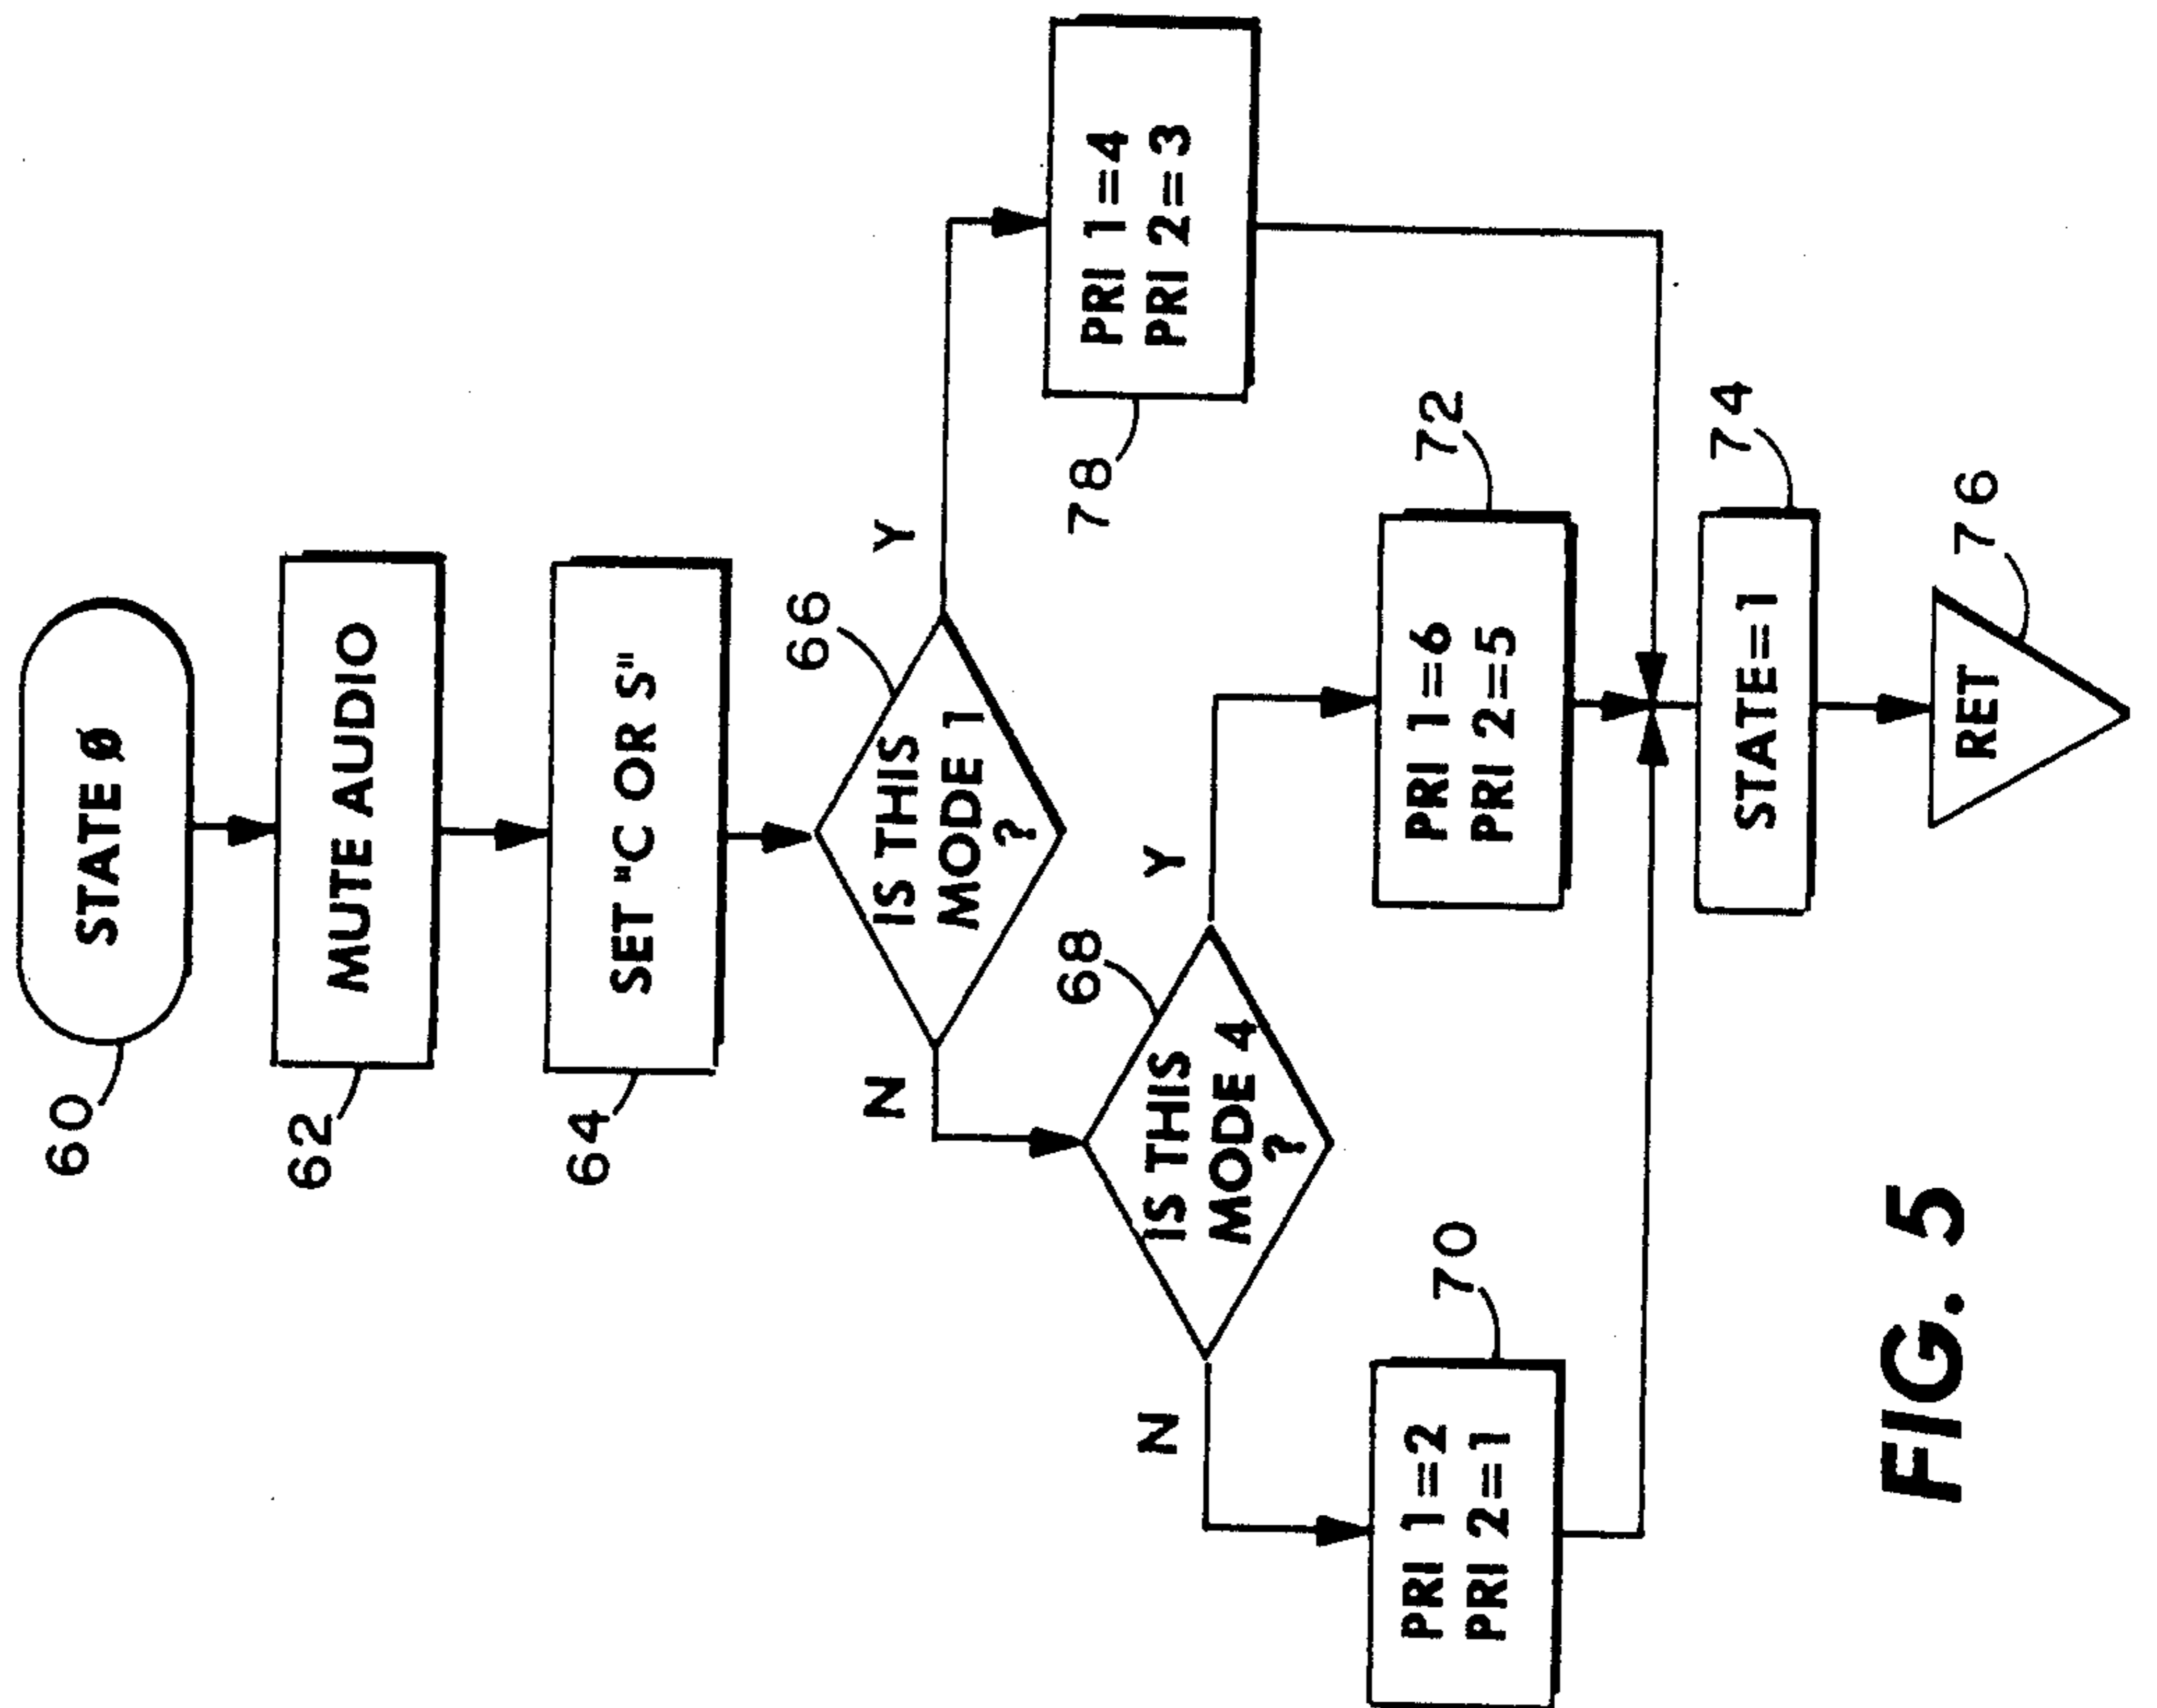 60
STATE Ø
62
MUTE AUDIO
64
SET "C OR S"
66
IS THIS
MODE 1
?
N
Y
68
IS THIS
MODE 4
?
78
PRI 1=4
PRI 2=3
N
Y
70
PRI 1=2
PRI 2=1
72
PRI 1=6
PRI 2=5
74
STATE=1
76
RET
FIG. 5